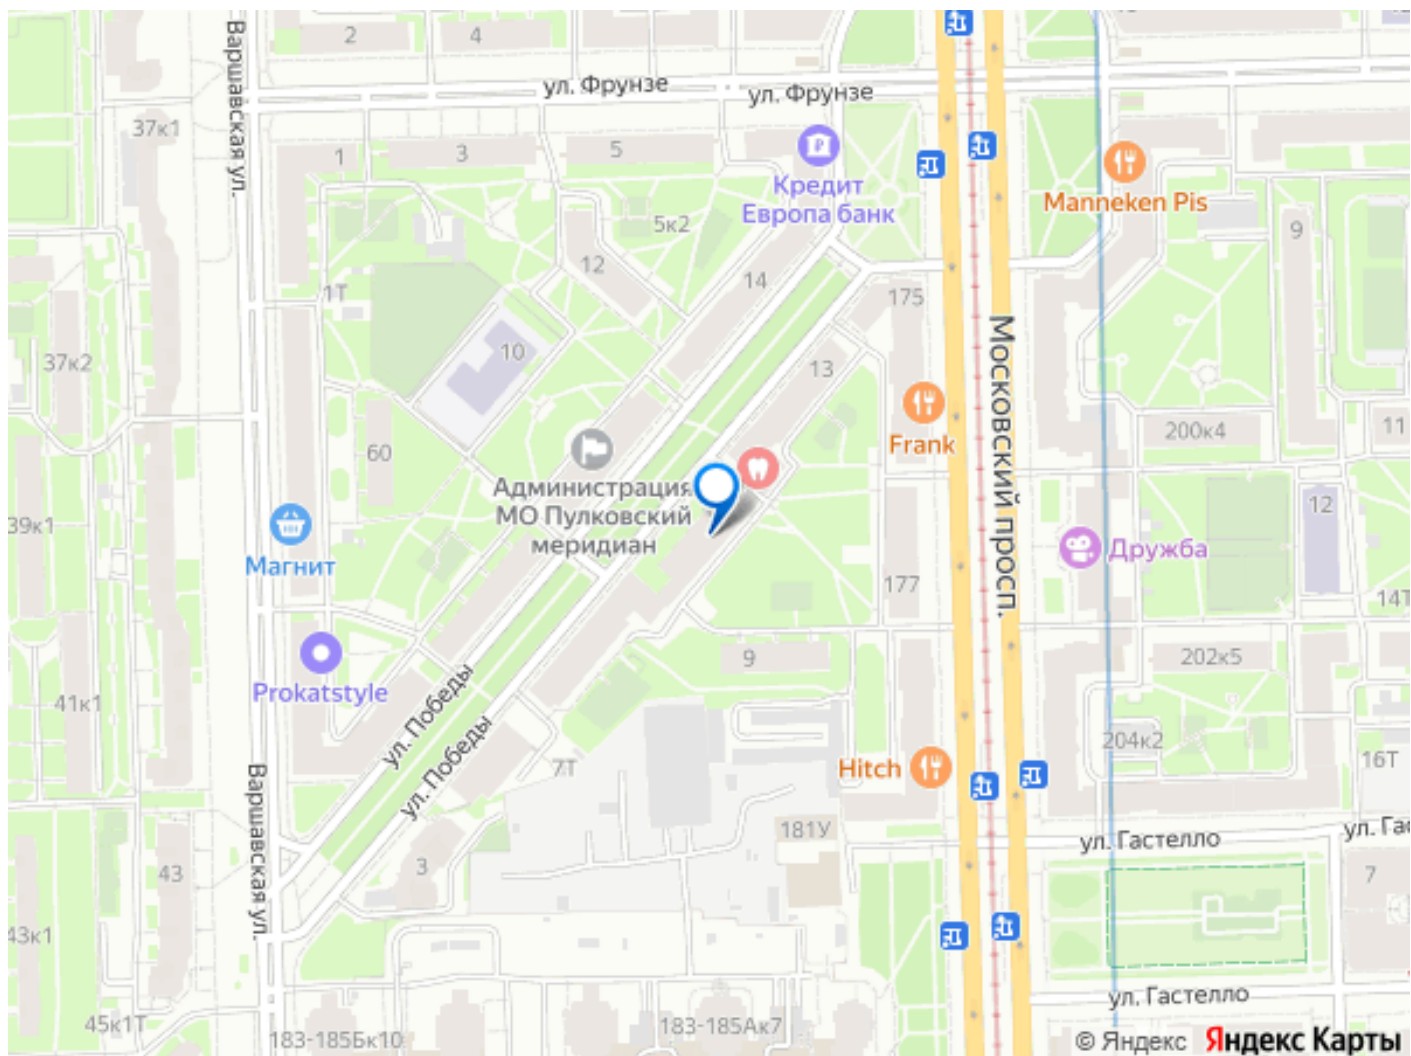 2
4
ул. Фрунзе
ул. Фрунзе
Варшавская ул.
37к1
1
3
5
Кредит
Европа банк
Manneken Pis
5к2
9
12
14
1Т
175
Московский просп.
37к2
10
13
Frank
200к4
11
60
Администрация
МО Пулковский
меридиан
12
39к1
Магнит
Дружба
177
14Т
9
202к5
Prokatstyle
41к1
ул. Победы
ул. Победы
204к2
16Т
7Т
Hitch
181У
ул. Гастелло
ул. Гас
Варшавская ул.
43
3
7
43к1
ул. Гастелло
45к1Т
183-185Бк10
183-185Ак7
© Яндекс Яндекс Карты